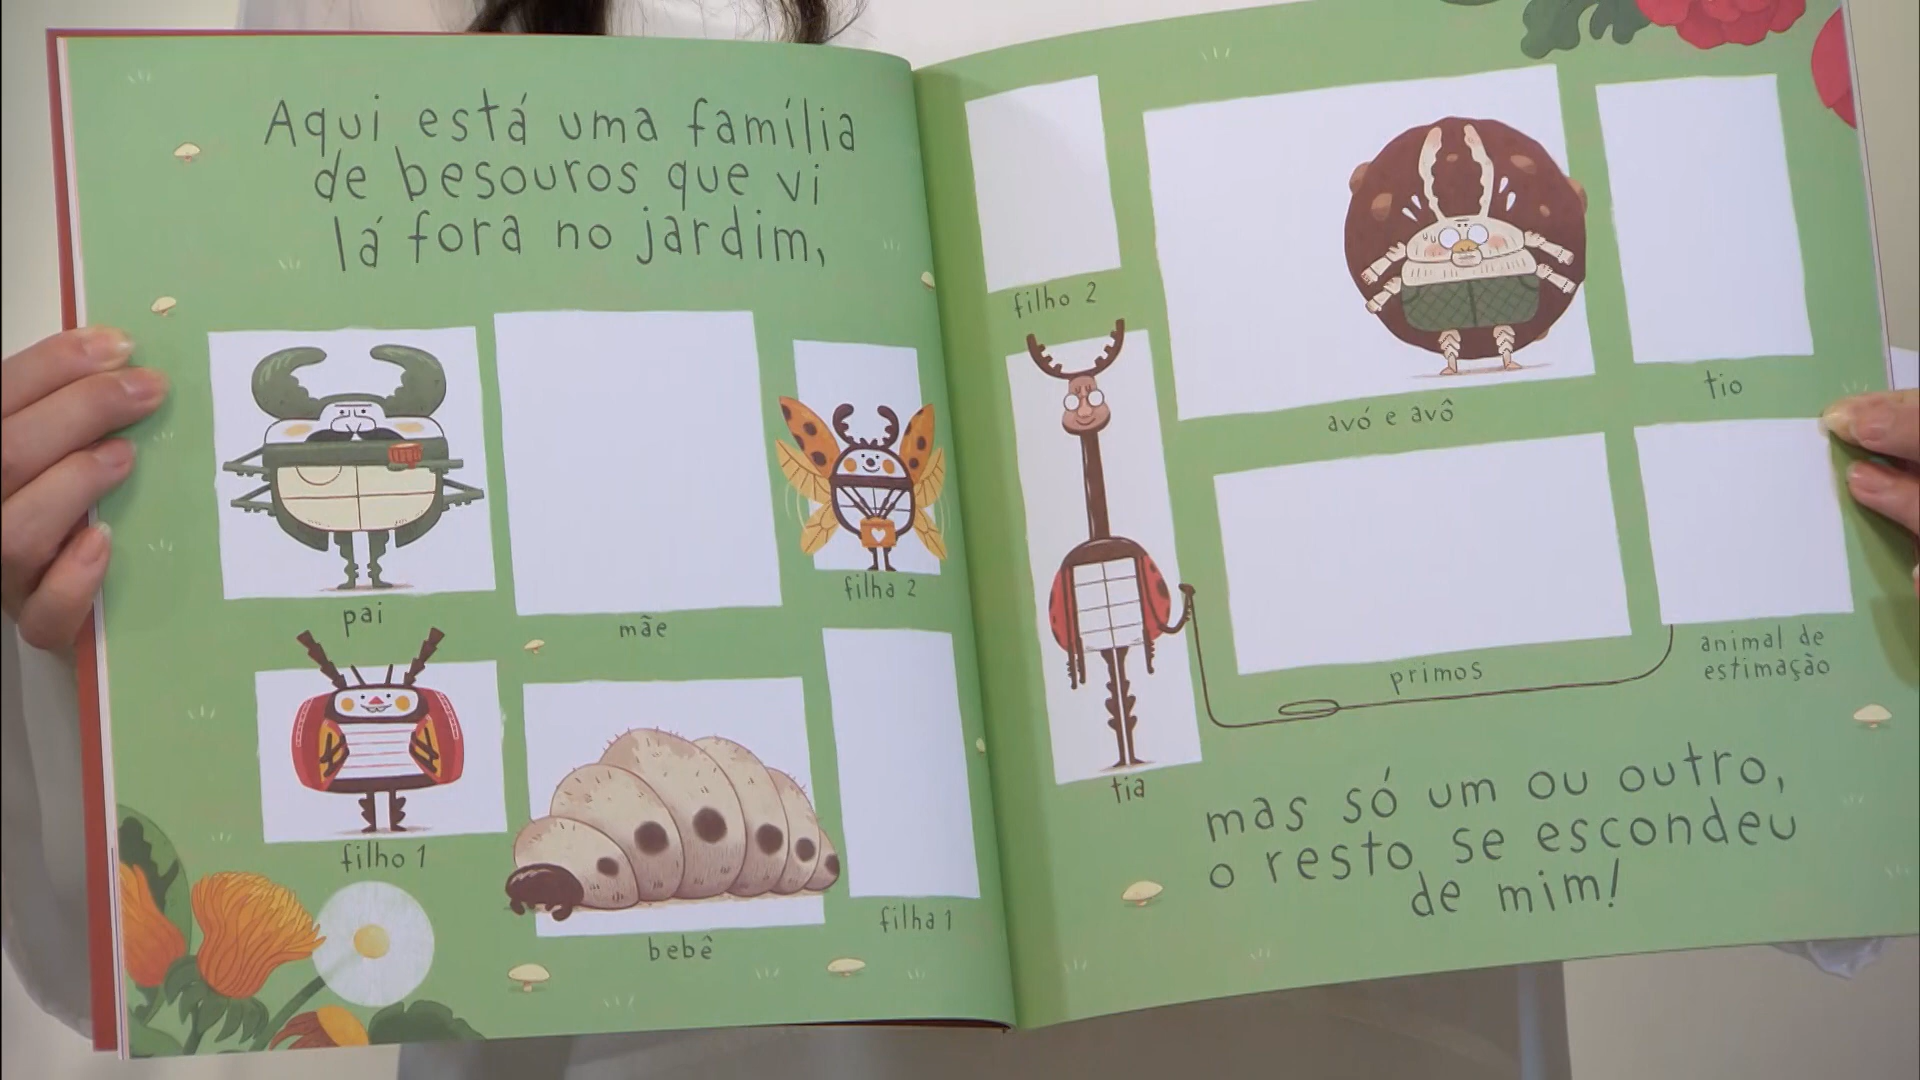 Aqui está uma família
de besouros que vi
lá fora no jardim,
pai
mãe
filha 2
filho 1
bebê
filha 1
filho 2
avó e avô
tio
tia
primos
animal de
estimação
mas só um ou outro,
o resto se escondeu
de mim!